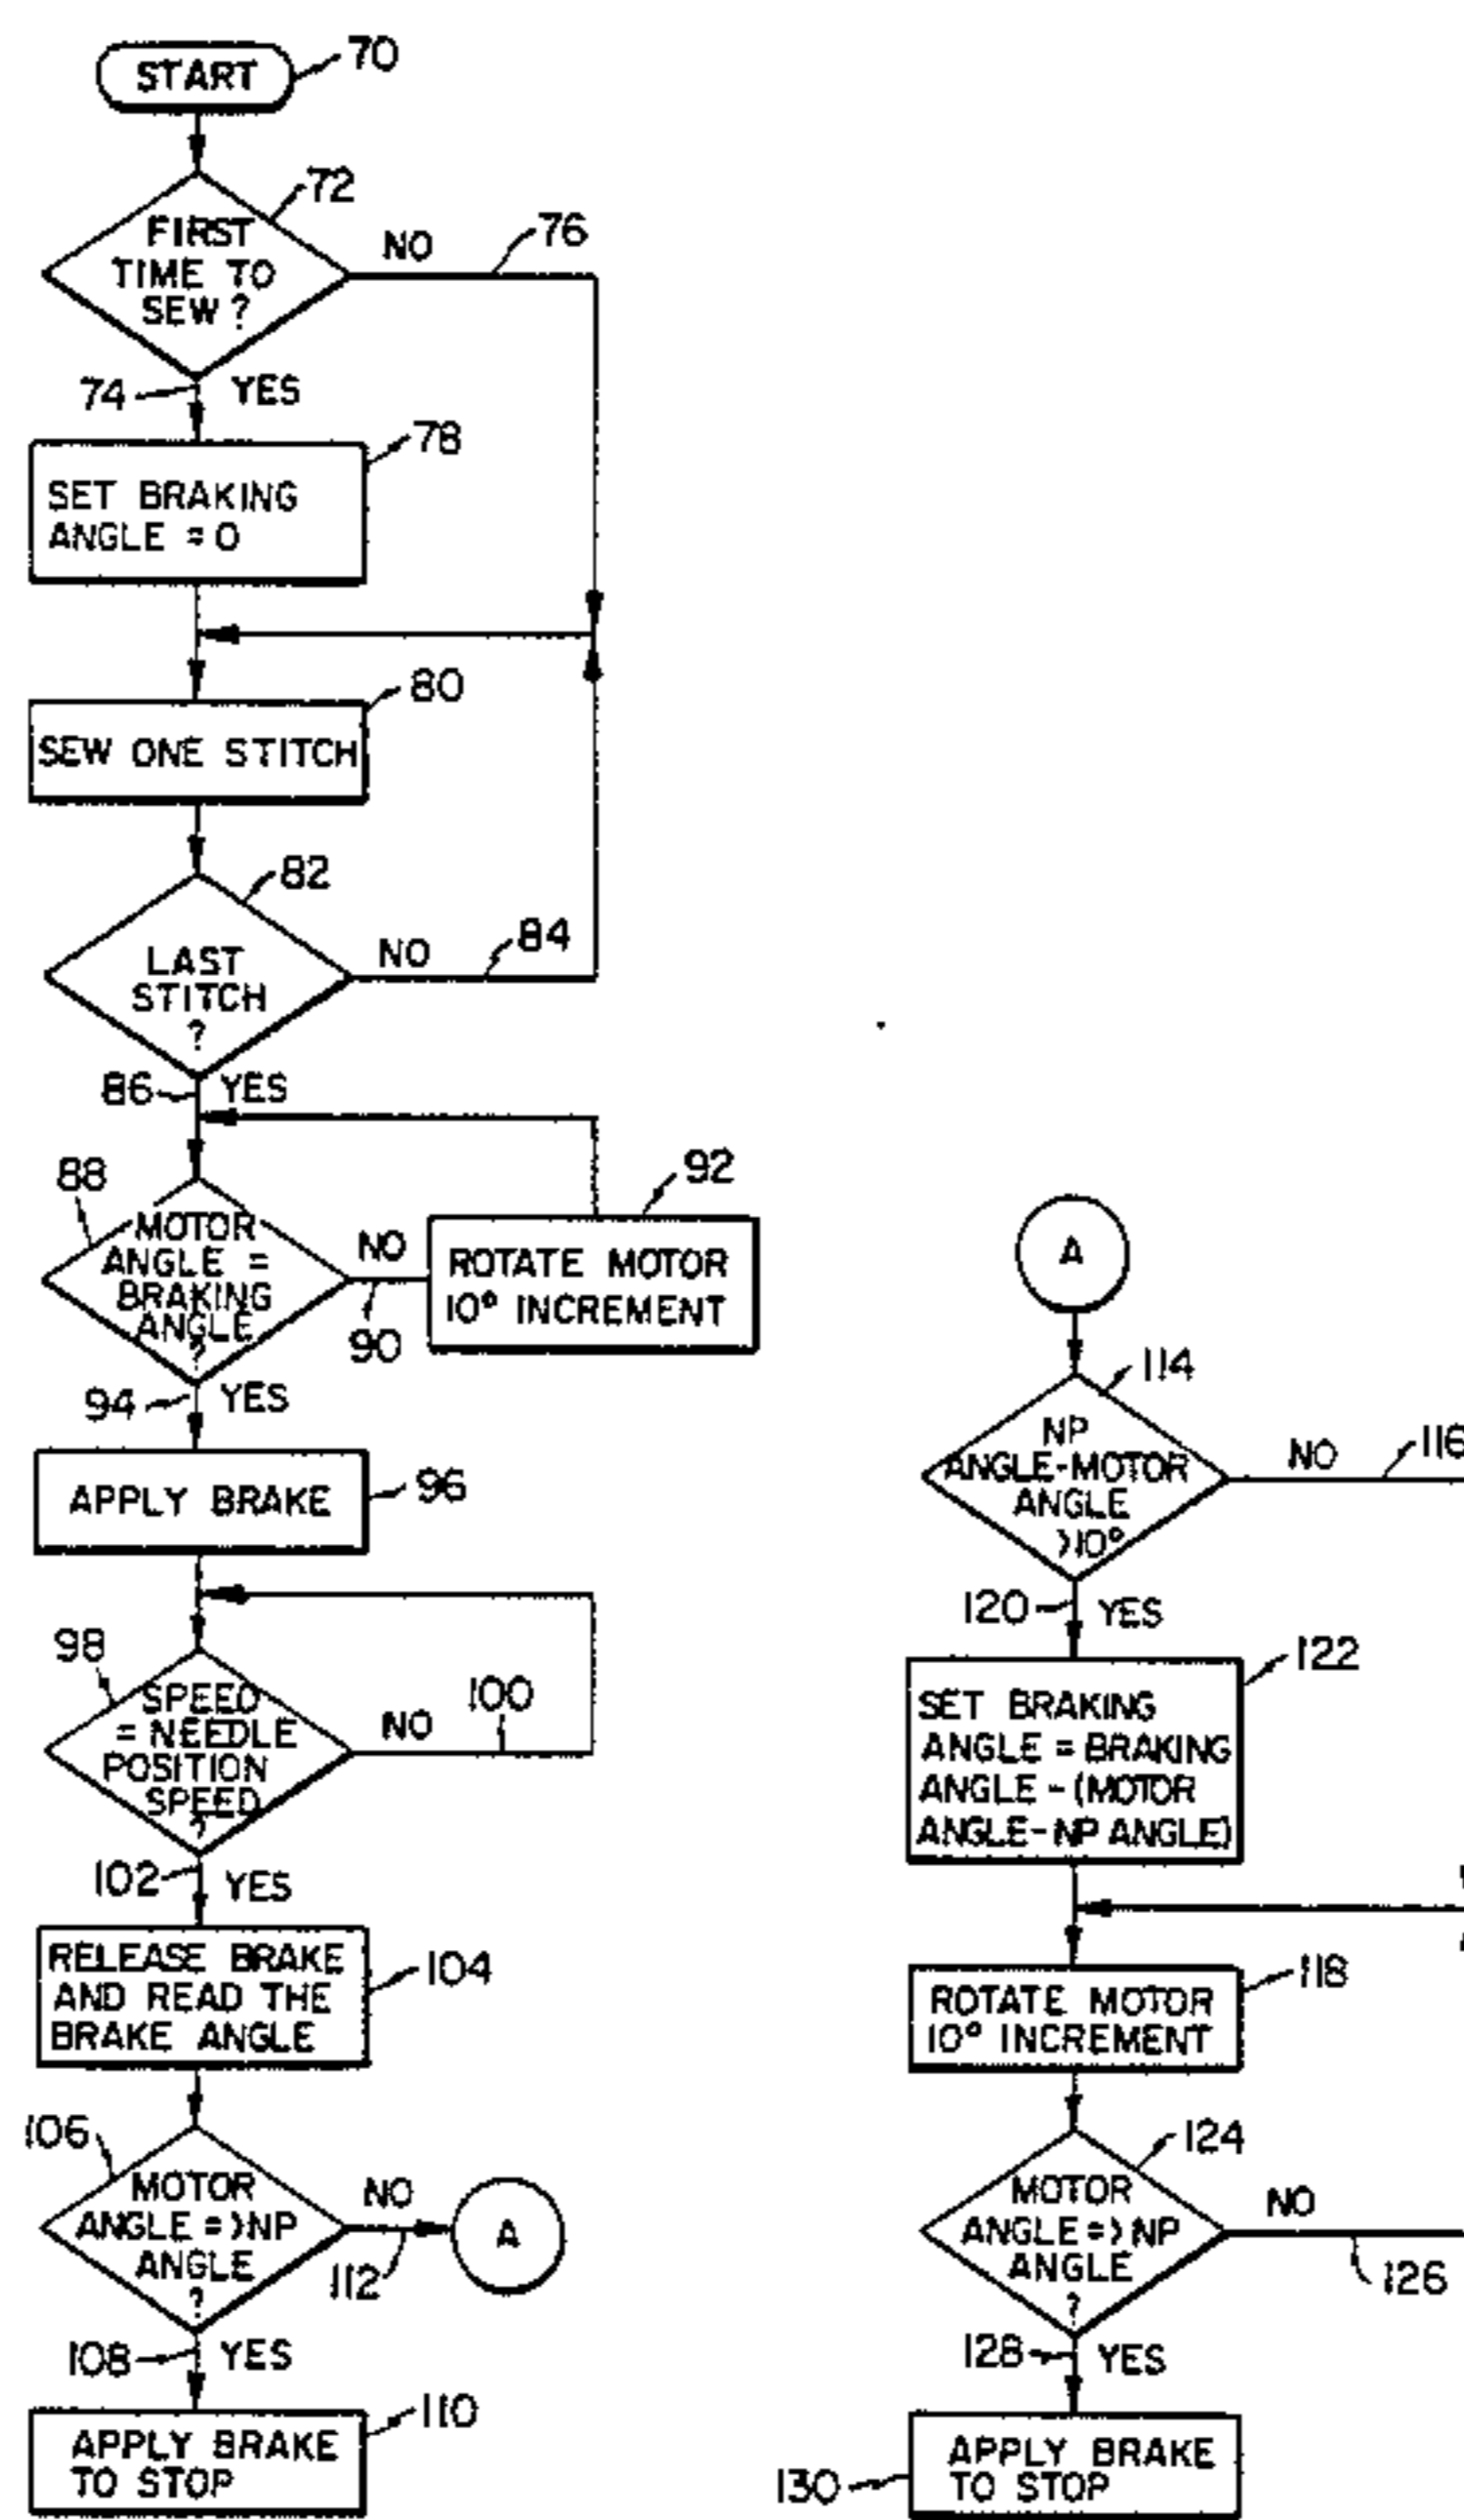 START
70
72
FIRST
TIME TO
SEW ?
NO
76
74
YES
78
SET BRAKING
ANGLE = 0
80
SEW ONE STITCH
82
LAST
STITCH
?
NO
84
86
YES
88
MOTOR
ANGLE =
BRAKING
ANGLE
?
NO
90
92
ROTATE MOTOR
10° INCREMENT
94
YES
APPLY BRAKE
96
98
SPEED
= NEEDLE
POSITION
SPEED
?
NO
100
102
YES
RELEASE BRAKE
AND READ THE
BRAKE ANGLE
104
106
MOTOR
ANGLE =>NP
ANGLE
?
NO
112
A
108
YES
110
APPLY BRAKE
TO STOP
A
114
NP
ANGLE-MOTOR
ANGLE
>10°
NO
116
120
YES
122
SET BRAKING
ANGLE = BRAKING
ANGLE - (MOTOR
ANGLE- NP ANGLE)
118
ROTATE MOTOR
10° INCREMENT
124
MOTOR
ANGLE =>NP
ANGLE
?
NO
126
128
YES
130
APPLY BRAKE
TO STOP